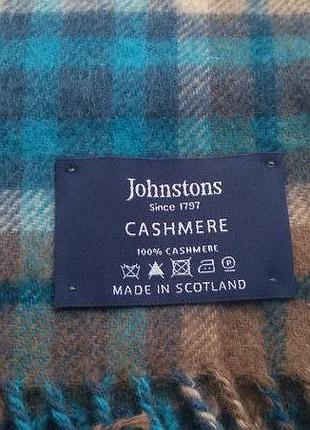 Johnstons
Since 1797
CASHMERE
100% CASHMERE
P
MADE IN SCOTLAND